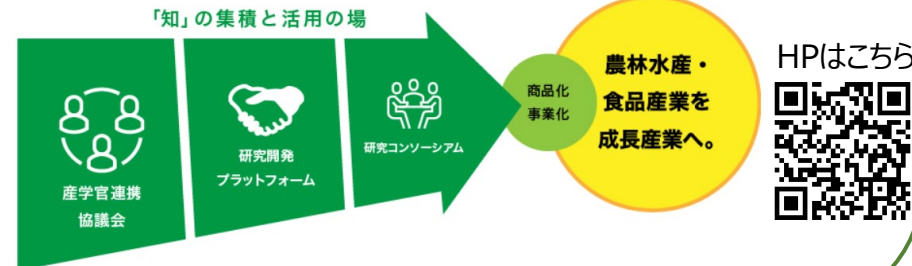 「知」の集積と活用の場
産学官連携
協議会
研究開発
プラットフォーム
研究コンソーシアム
商品化
事業化
農林水産・
食品産業を
成長産業へ。
HPはこちら